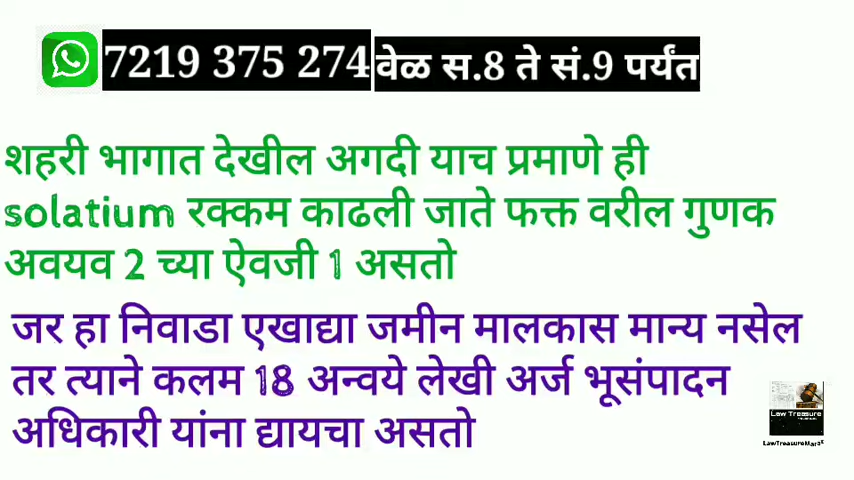 7219 375 274 वेळ स.8 ते सं.9 पर्यंत
शहरी भागात देखील अगदी याच प्रमाणे ही
solatium रक्कम काढली जाते फक्त वरील गुणक
अवयव 2 च्या ऐवजी 1 असतो
जर हा निवाडा एखाद्या जमीन मालकास मान्य नसेल
तर त्याने कलम 18 अन्वये लेखी अर्ज भूसंपादन
अधिकारी यांना द्यायचा असतो
Law Treasure